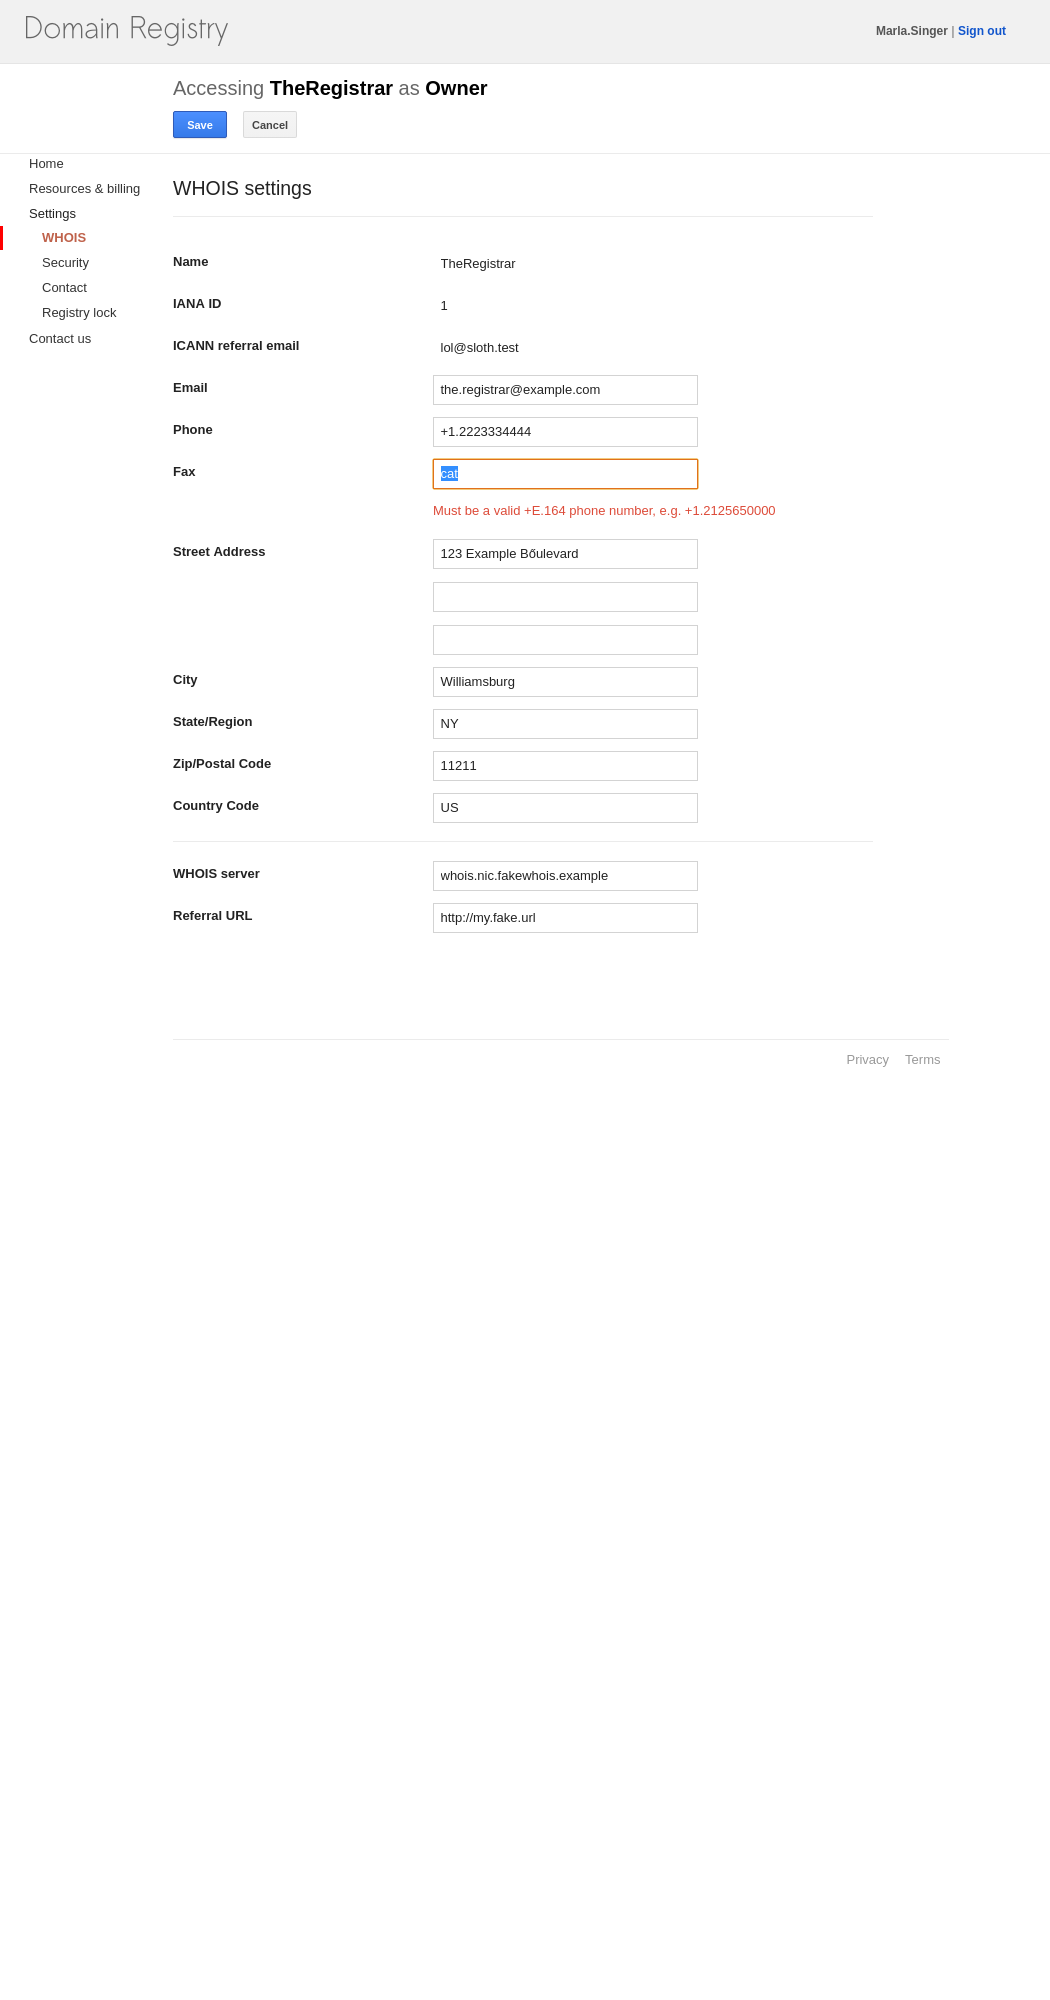 Domain Registry
Marla.Singer | Sign out
Accessing TheRegistrar as Owner
Save
Cancel
Home
Resources & billing
Settings
WHOIS
Security
Contact
Registry lock
Contact us
WHOIS settings
Name
TheRegistrar
IANA ID
1
ICANN referral email
lol@sloth.test
Email
the.registrar@example.com
Phone
+1.2223334444
Fax
cat
Must be a valid +E.164 phone number, e.g. +1.2125650000
Street Address
123 Example Bőulevard
City
Williamsburg
State/Region
NY
Zip/Postal Code
11211
Country Code
US
WHOIS server
whois.nic.fakewhois.example
Referral URL
http://my.fake.url
Privacy
Terms